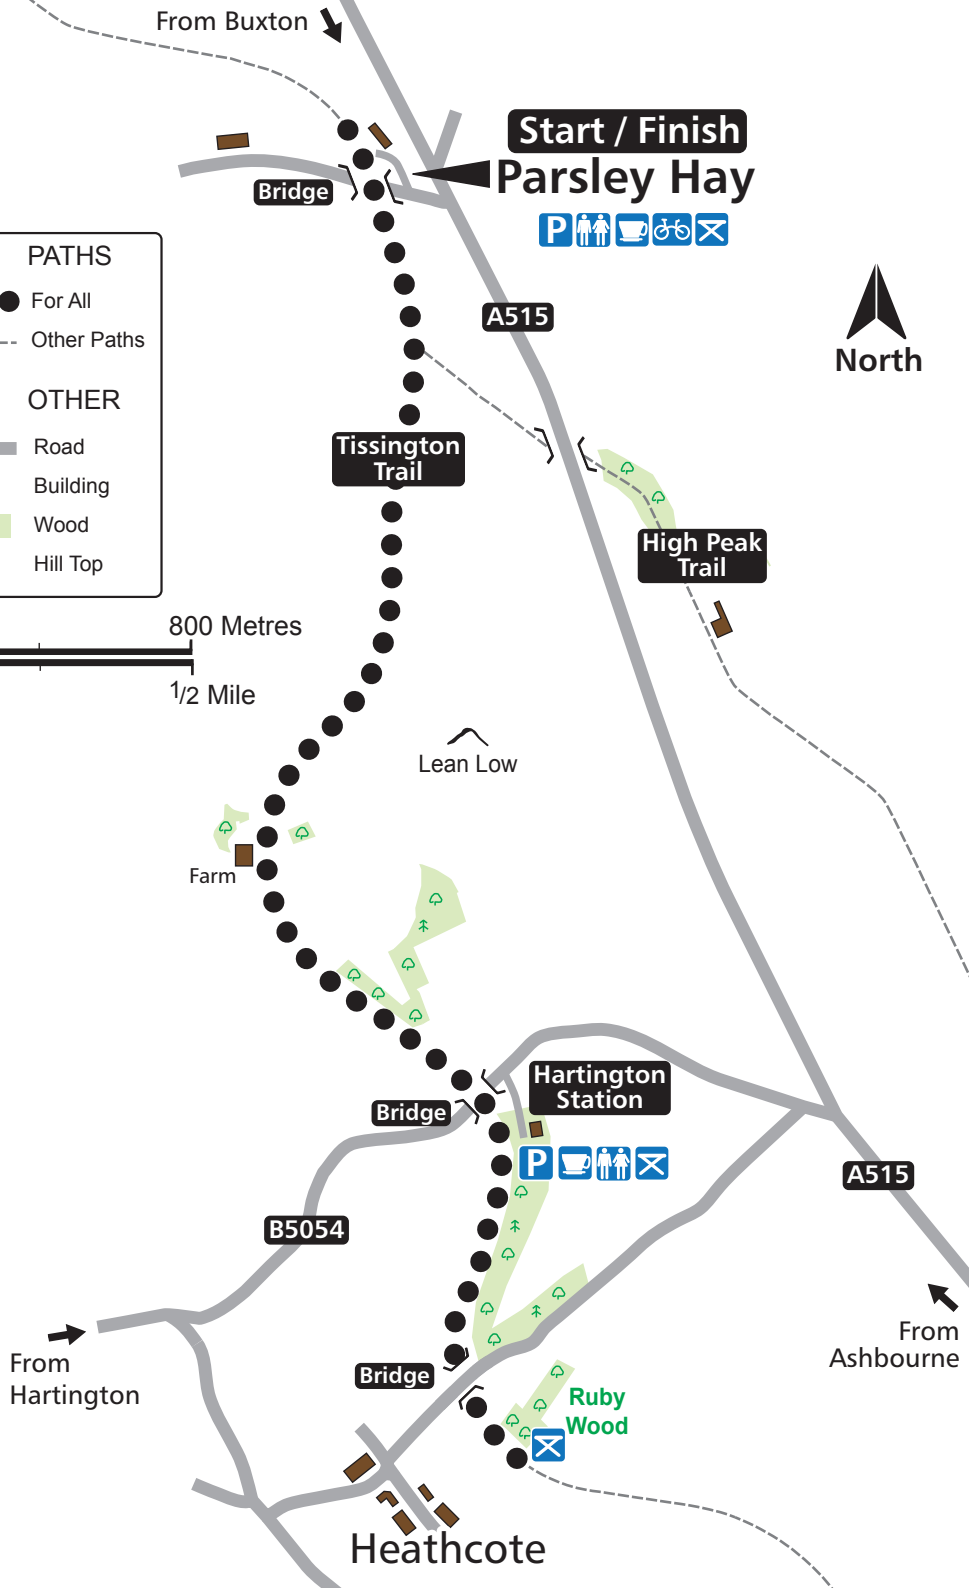 From Buxton
Start / Finish
Parsley Hay
Bridge
P
PATHS
For All
Other Paths
OTHER
Road
Building
Wood
Hill Top
A515
North
Tissington
Trail
High Peak
Trail
800 Metres
1/2 Mile
Lean Low
Farm
Hartington
Station
Bridge
P
A515
B5054
From
Hartington
From
Ashbourne
Bridge
Ruby
Wood
Heathcote